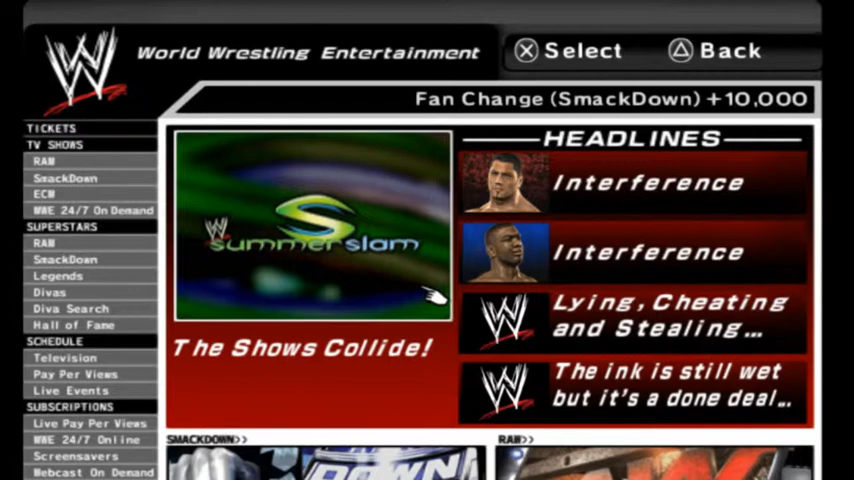 W
World Wrestling Entertainment
Select
Back
Fan Change (SmackDown) +10,000
TICKETS
TV SHOWS
RAW
SmackDown
ECW
WWE 24/7 On Demand
SUPERSTARS
RAW
SmackDown
Legends
Divas
Diva Search
Hall of Fame
SCHEDULE
Television
Pay Per Views
Live Events
SUBSCRIPTIONS
Live Pay Per Views
WWE 24/7 Online
Screensavers
Webcast On Demand
W
summerslam
The Shows Collide!
HEADLINES
Interference
Interference
W
Lying, Cheating
and Stealing...
W
The ink is still wet
but it's a done deal...
SMACKDOWN>>
DOWN
RAW>>
RAW